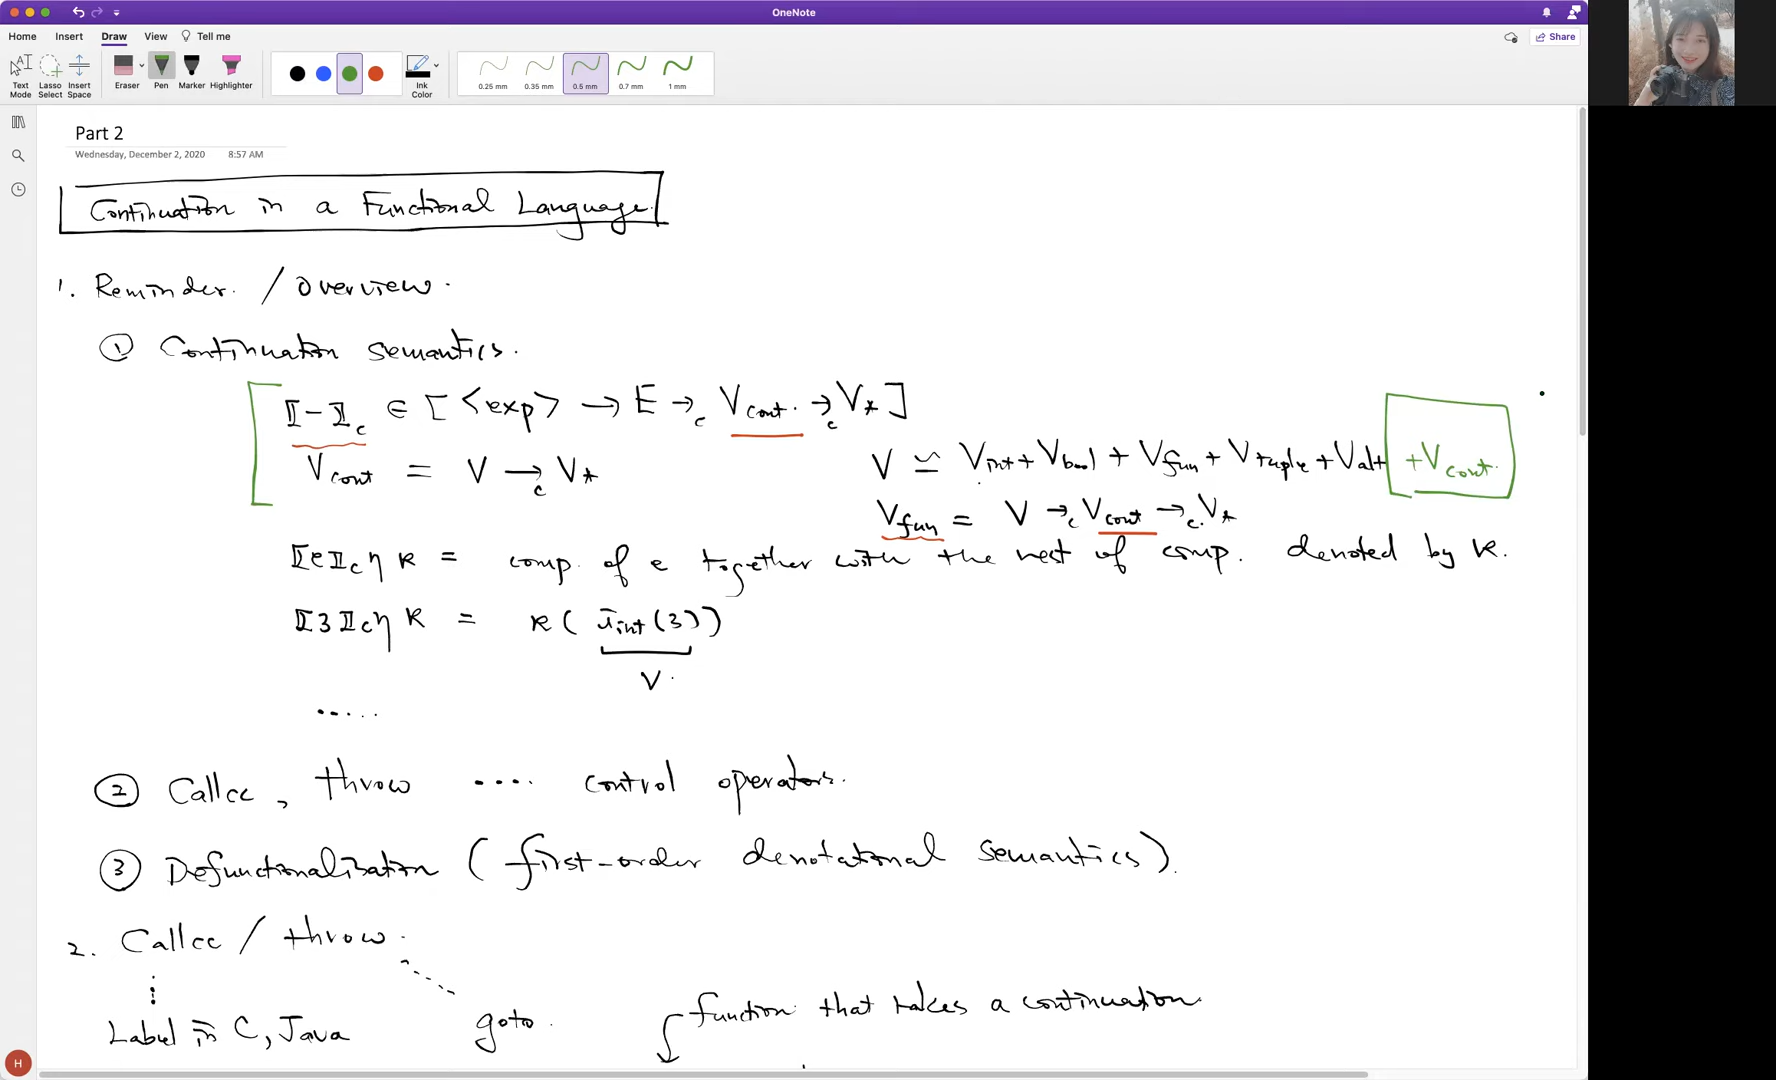 OneNote
Home Insert Draw View Tell me
Share
Text Mode
Lasso Select
Insert Space
Eraser
Pen
Marker
Highlighter
Ink Color
0.25 mm
0.35 mm
0.5 mm
0.7 mm
1 mm
Part 2
Wednesday, December 2, 2020 8:57 AM
Continuation in a Functional Language.
1. Reminder. / Overview.
① Continuation semantics.
⟦-⟧c ∈ [<exp> → E →c Vcont. →c V*]
Vcont = V →c V*
V ≃ Vint + Vbool + Vfun + Vtuple + Valt + Vcont.
Vfun = V →c Vcont →c V*
⟦e⟧c η κ = comp. of e together with the rest of comp. denoted by κ.
⟦3⟧c η κ = κ( ιint(3))
V.
.....
② Callcc, throw .... control operators.
③ Defunctionalization (first-order denotational semantics).
2. Callcc / throw.
Label in C, Java
goto.
function that takes a continuation.
H